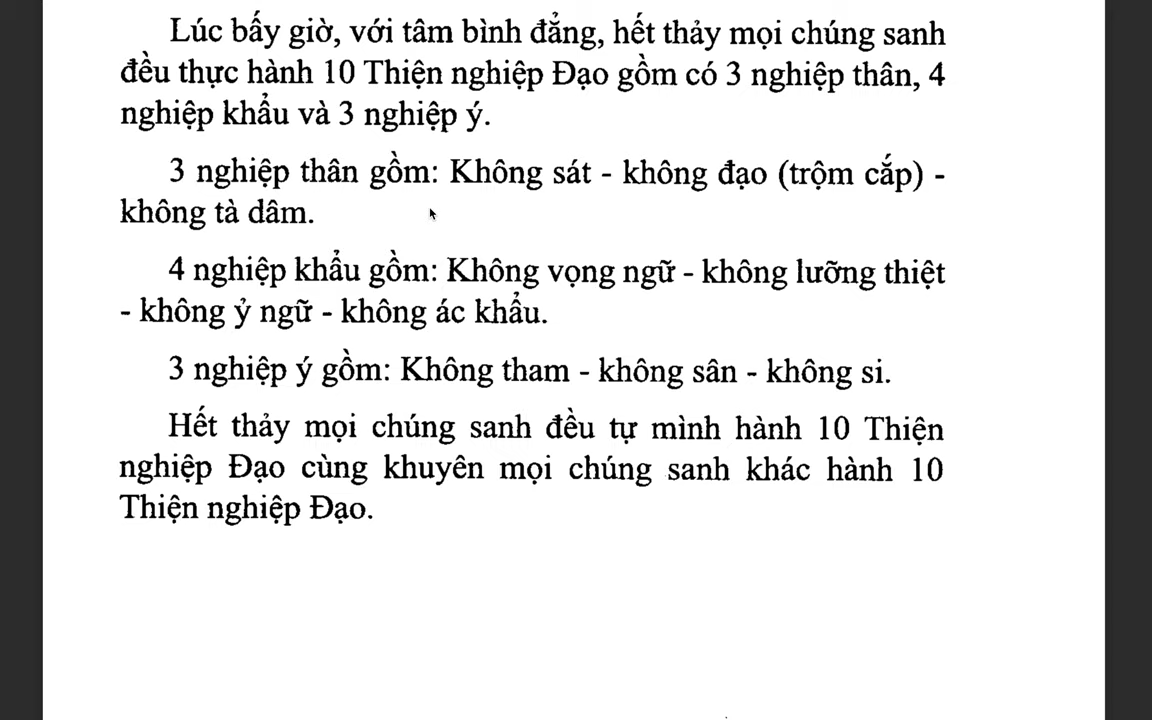 Lúc bấy giờ, với tâm bình đẳng, hết thảy mọi chúng sanh
đều thực hành 10 Thiện nghiệp Đạo gồm có 3 nghiệp thân, 4
nghiệp khẩu và 3 nghiệp ý.
3 nghiệp thân gồm: Không sát - không đạo (trộm cắp) -
không tà dâm.
4 nghiệp khẩu gồm: Không vọng ngữ - không lưỡng thiệt
- không ỷ ngữ - không ác khẩu.
3 nghiệp ý gồm: Không tham - không sân - không si.
Hết thảy mọi chúng sanh đều tự mình hành 10 Thiện
nghiệp Đạo cùng khuyên mọi chúng sanh khác hành 10
Thiện nghiệp Đạo.